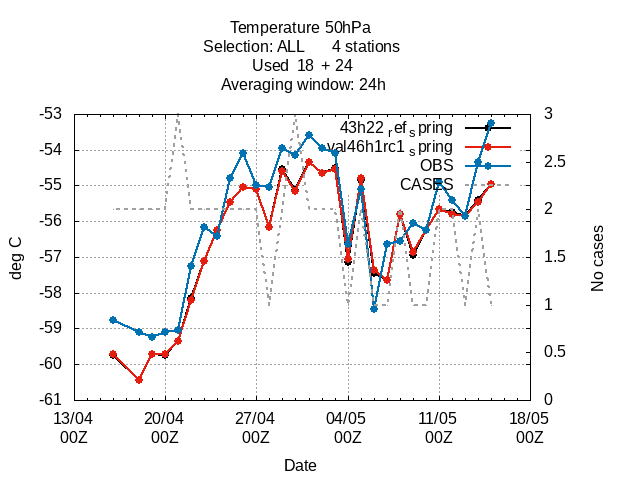 Temperature 50hPa
Selection: ALL 4 stations
Used 18 + 24
Averaging window: 24h
43h22_ref_spring
val46h1rc1_spring
OBS
CASES
-53
-54
-55
-56
-57
-58
-59
-60
-61
3
2.5
2
1.5
1
0.5
0
deg C
No cases
13/04 20/04 27/04 04/05 11/05 18/05
00Z 00Z 00Z 00Z 00Z 00Z
Date